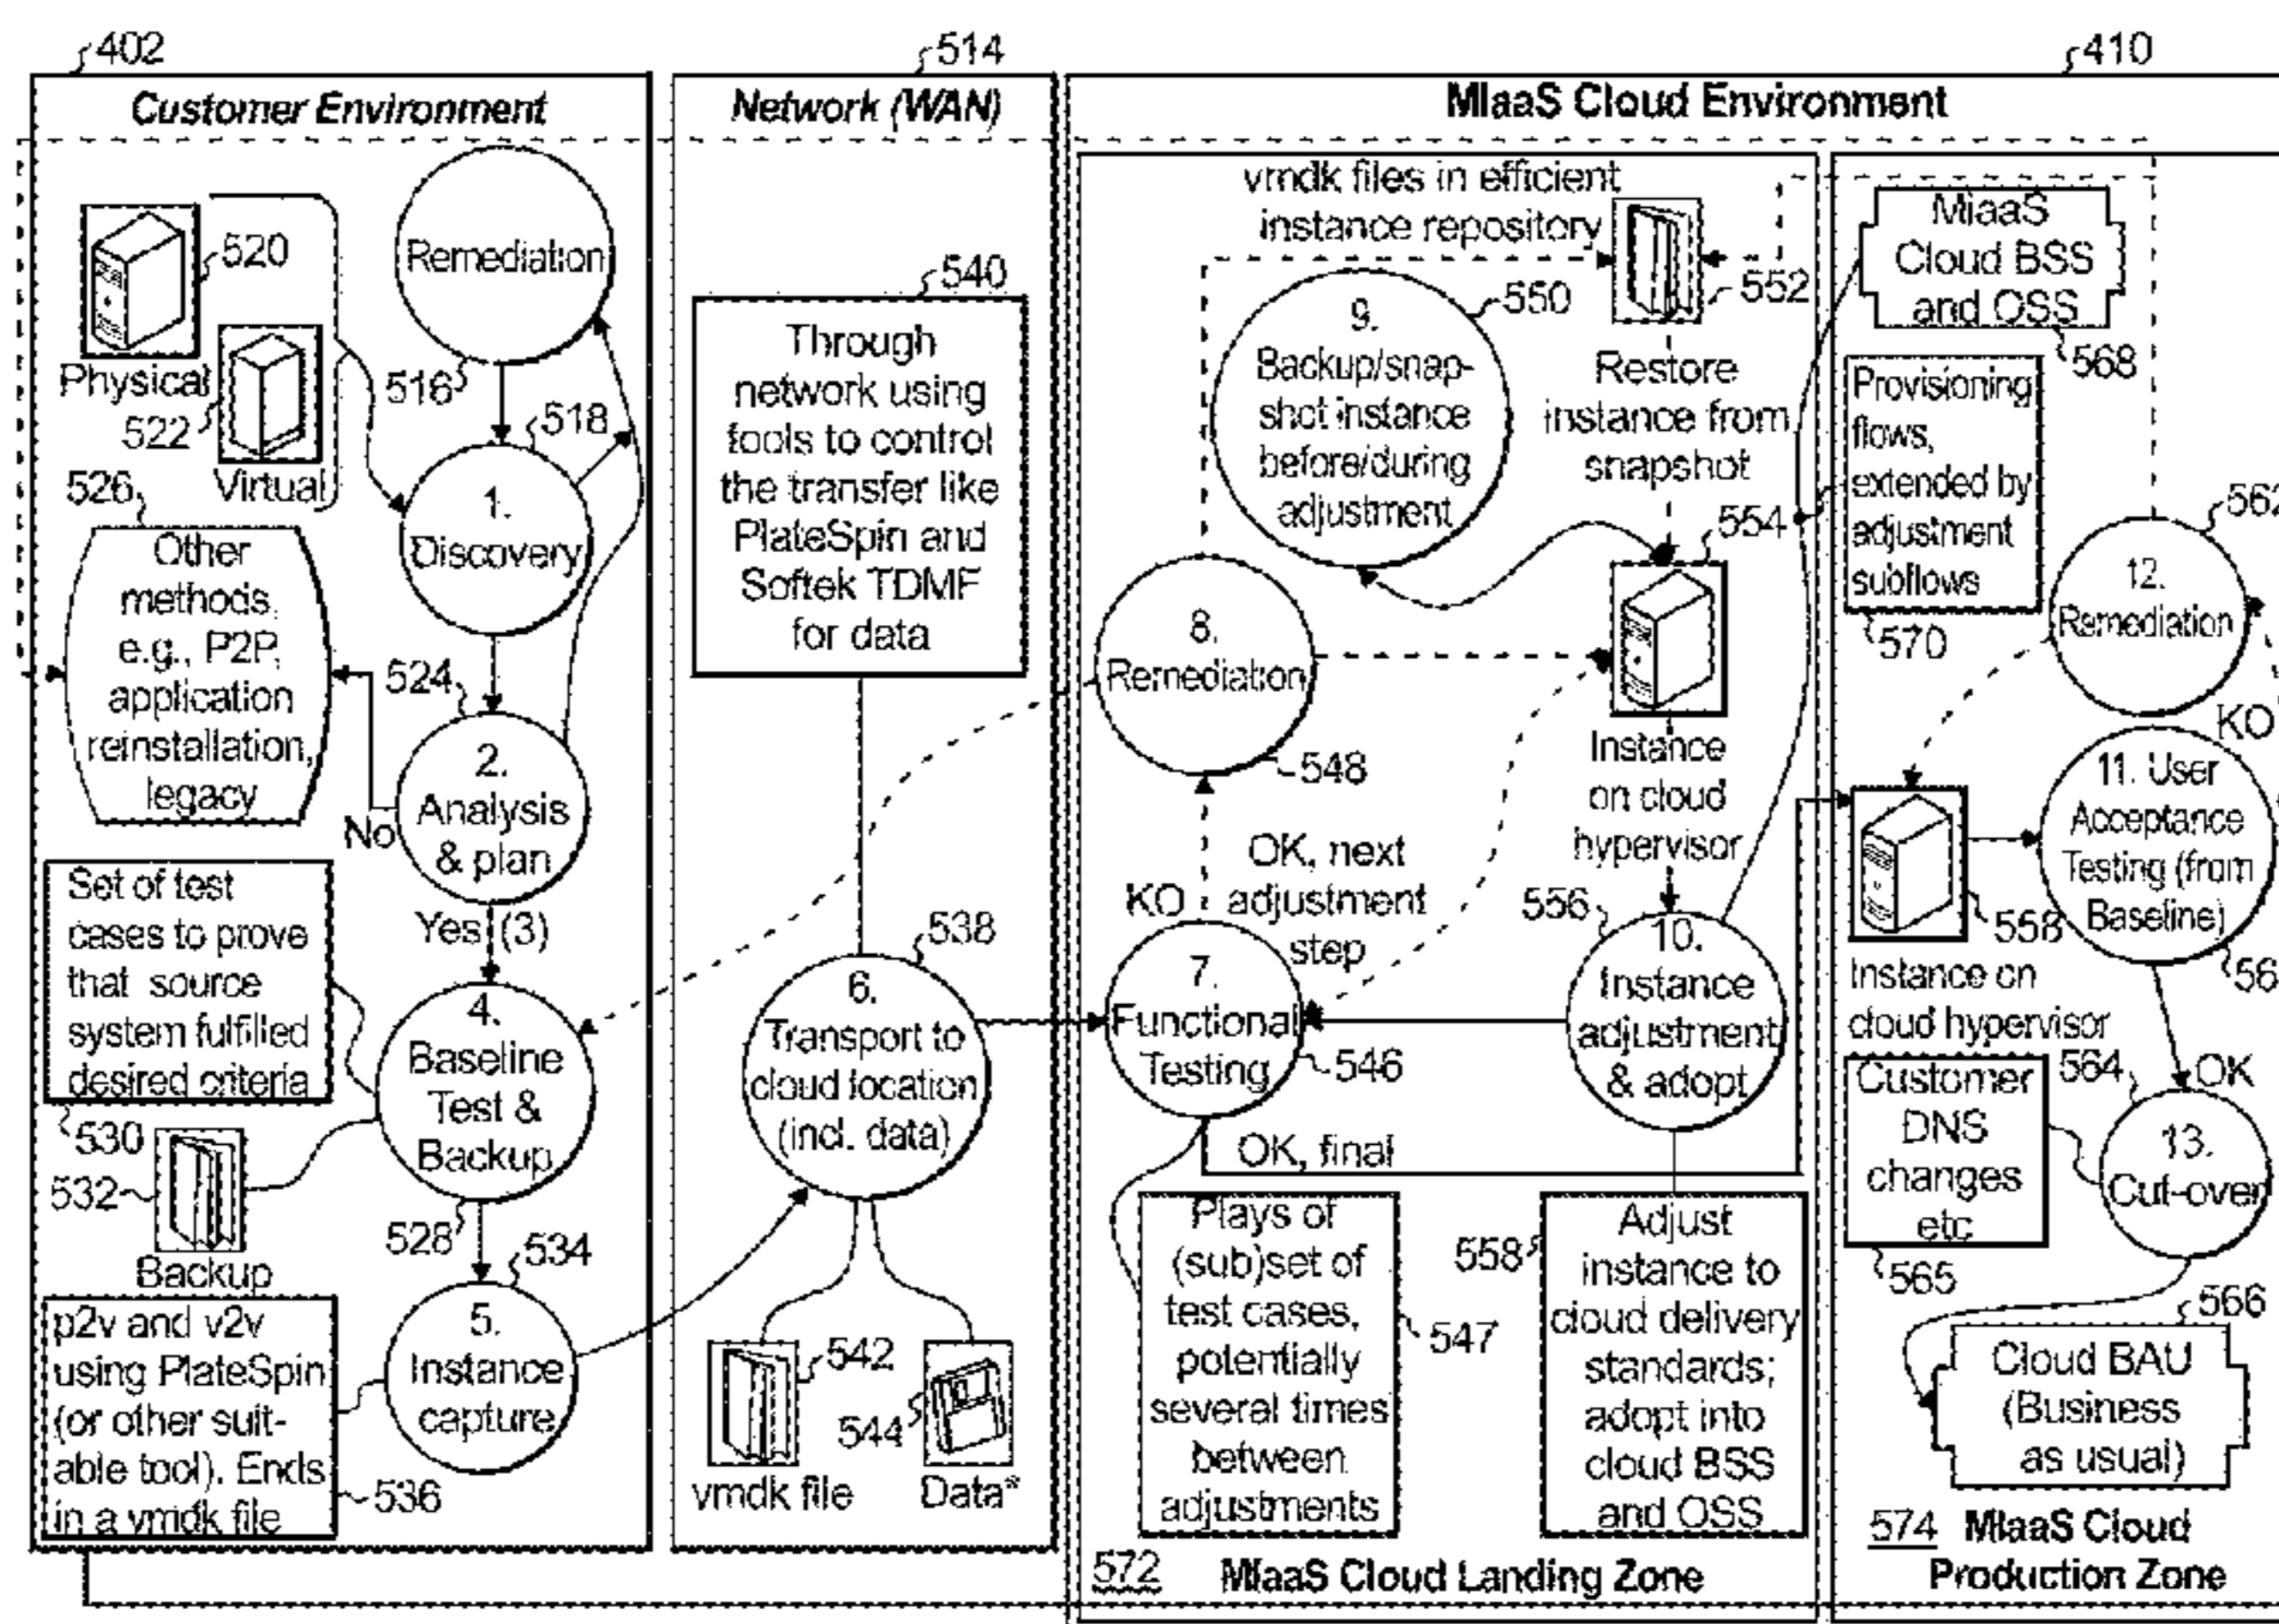 402
514
410
Customer Environment
Network (WAN)
MIaaS Cloud Environment
Remediation
516
520
Physical
522
Virtual
518
1.
Discovery
526
Other
methods,
e.g., P2P,
application
reinstallation,
legacy
524
2.
Analysis
& plan
No
Yes (3)
Set of test
cases to prove
that source
system fulfilled
desired criteria
530
4.
Baseline
Test &
Backup
528
532
Backup
534
5.
Instance
capture
p2v and v2v
using PlateSpin
(or other suit-
able tool). Ends
in a vmdk file
536
540
Through
network using
tools to control
the transfer like
PlateSpin and
Softek TDMF
for data
538
6.
Transport to
cloud location
(incl. data)
542
vmdk file
544
Data*
vmdk files in efficient
instance repository
552
550
9.
Backup/snap-
shot instance
before/during
adjustment
Restore
instance from
snapshot
554
8.
Remediation
548
Instance
on cloud
hypervisor
KO
OK, next
adjustment
step
7.
Functional
Testing
546
556
10.
Instance
adjustment
& adopt
OK, final
Plays of
(sub)set of
test cases,
potentially
several times
between
adjustments
547
558
Adjust
instance to
cloud delivery
standards;
adopt into
cloud BSS
and OSS
572
MIaaS Cloud Landing Zone
MiaaS
Cloud BSS
and OSS
568
Provisioning
flows,
extended by
adjustment
subflows
570
562
12.
Remediation
KO
11. User
Acceptance
Testing (from
Baseline)
56
558
Instance on
cloud hypervisor
OK
564
13.
Cut-over
Customer
DNS
changes
etc
565
566
Cloud BAU
(Business
as usual)
574 MIaaS Cloud
Production Zone